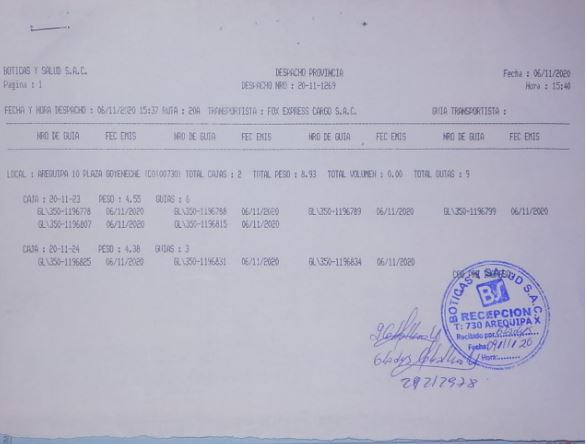 BOTICAS Y SALUD S.A.C. DESPACHO PROVINCIA Fecha : 06/11/2020
Pagina : 1 DESPACHO NRO : 20-11-1269 Hora : 15:40
FECHA Y HORA DESPACHO : 06/11/2020 15:37 RUTA : 20A TRANSPORTISTA : FOX EXPRESS CARGO S.A.C. GUIA TRANSPORTISTA :
NRO DE GUIA FEC EMIS NRO DE GUIA FEC EMIS NRO DE GUIA FEC EMIS NRO DE GUIA FEC EMIS
LOCAL : AREQUIPA 10 PLAZA GOYENECHE (C0100730) TOTAL CAJAS : 2 TOTAL PESO : 8.93 TOTAL VOLUMEN : 0.00 TOTAL GUIAS : 9
CAJA : 20-11-23 PESO : 4.55 GUIAS : 6
GL\350-1196778 06/11/2020 GL\350-1196788 06/11/2020 GL\350-1196789 06/11/2020 GL\350-1196799 06/11/2020
GL\350-1196807 06/11/2020 GL\350-1196815 06/11/2020
CAJA : 20-11-24 PESO : 4.38 GUIAS : 3
GL\350-1196825 06/11/2020 GL\350-1196831 06/11/2020 GL\350-1196834 06/11/2020
BOTICAS Y SALUD S.A.C.
RECEPCION
T: 730 AREQUIPA X
Recibido por: Gladys
Fecha: 09/11/20
Hora:
Gladys
29212928